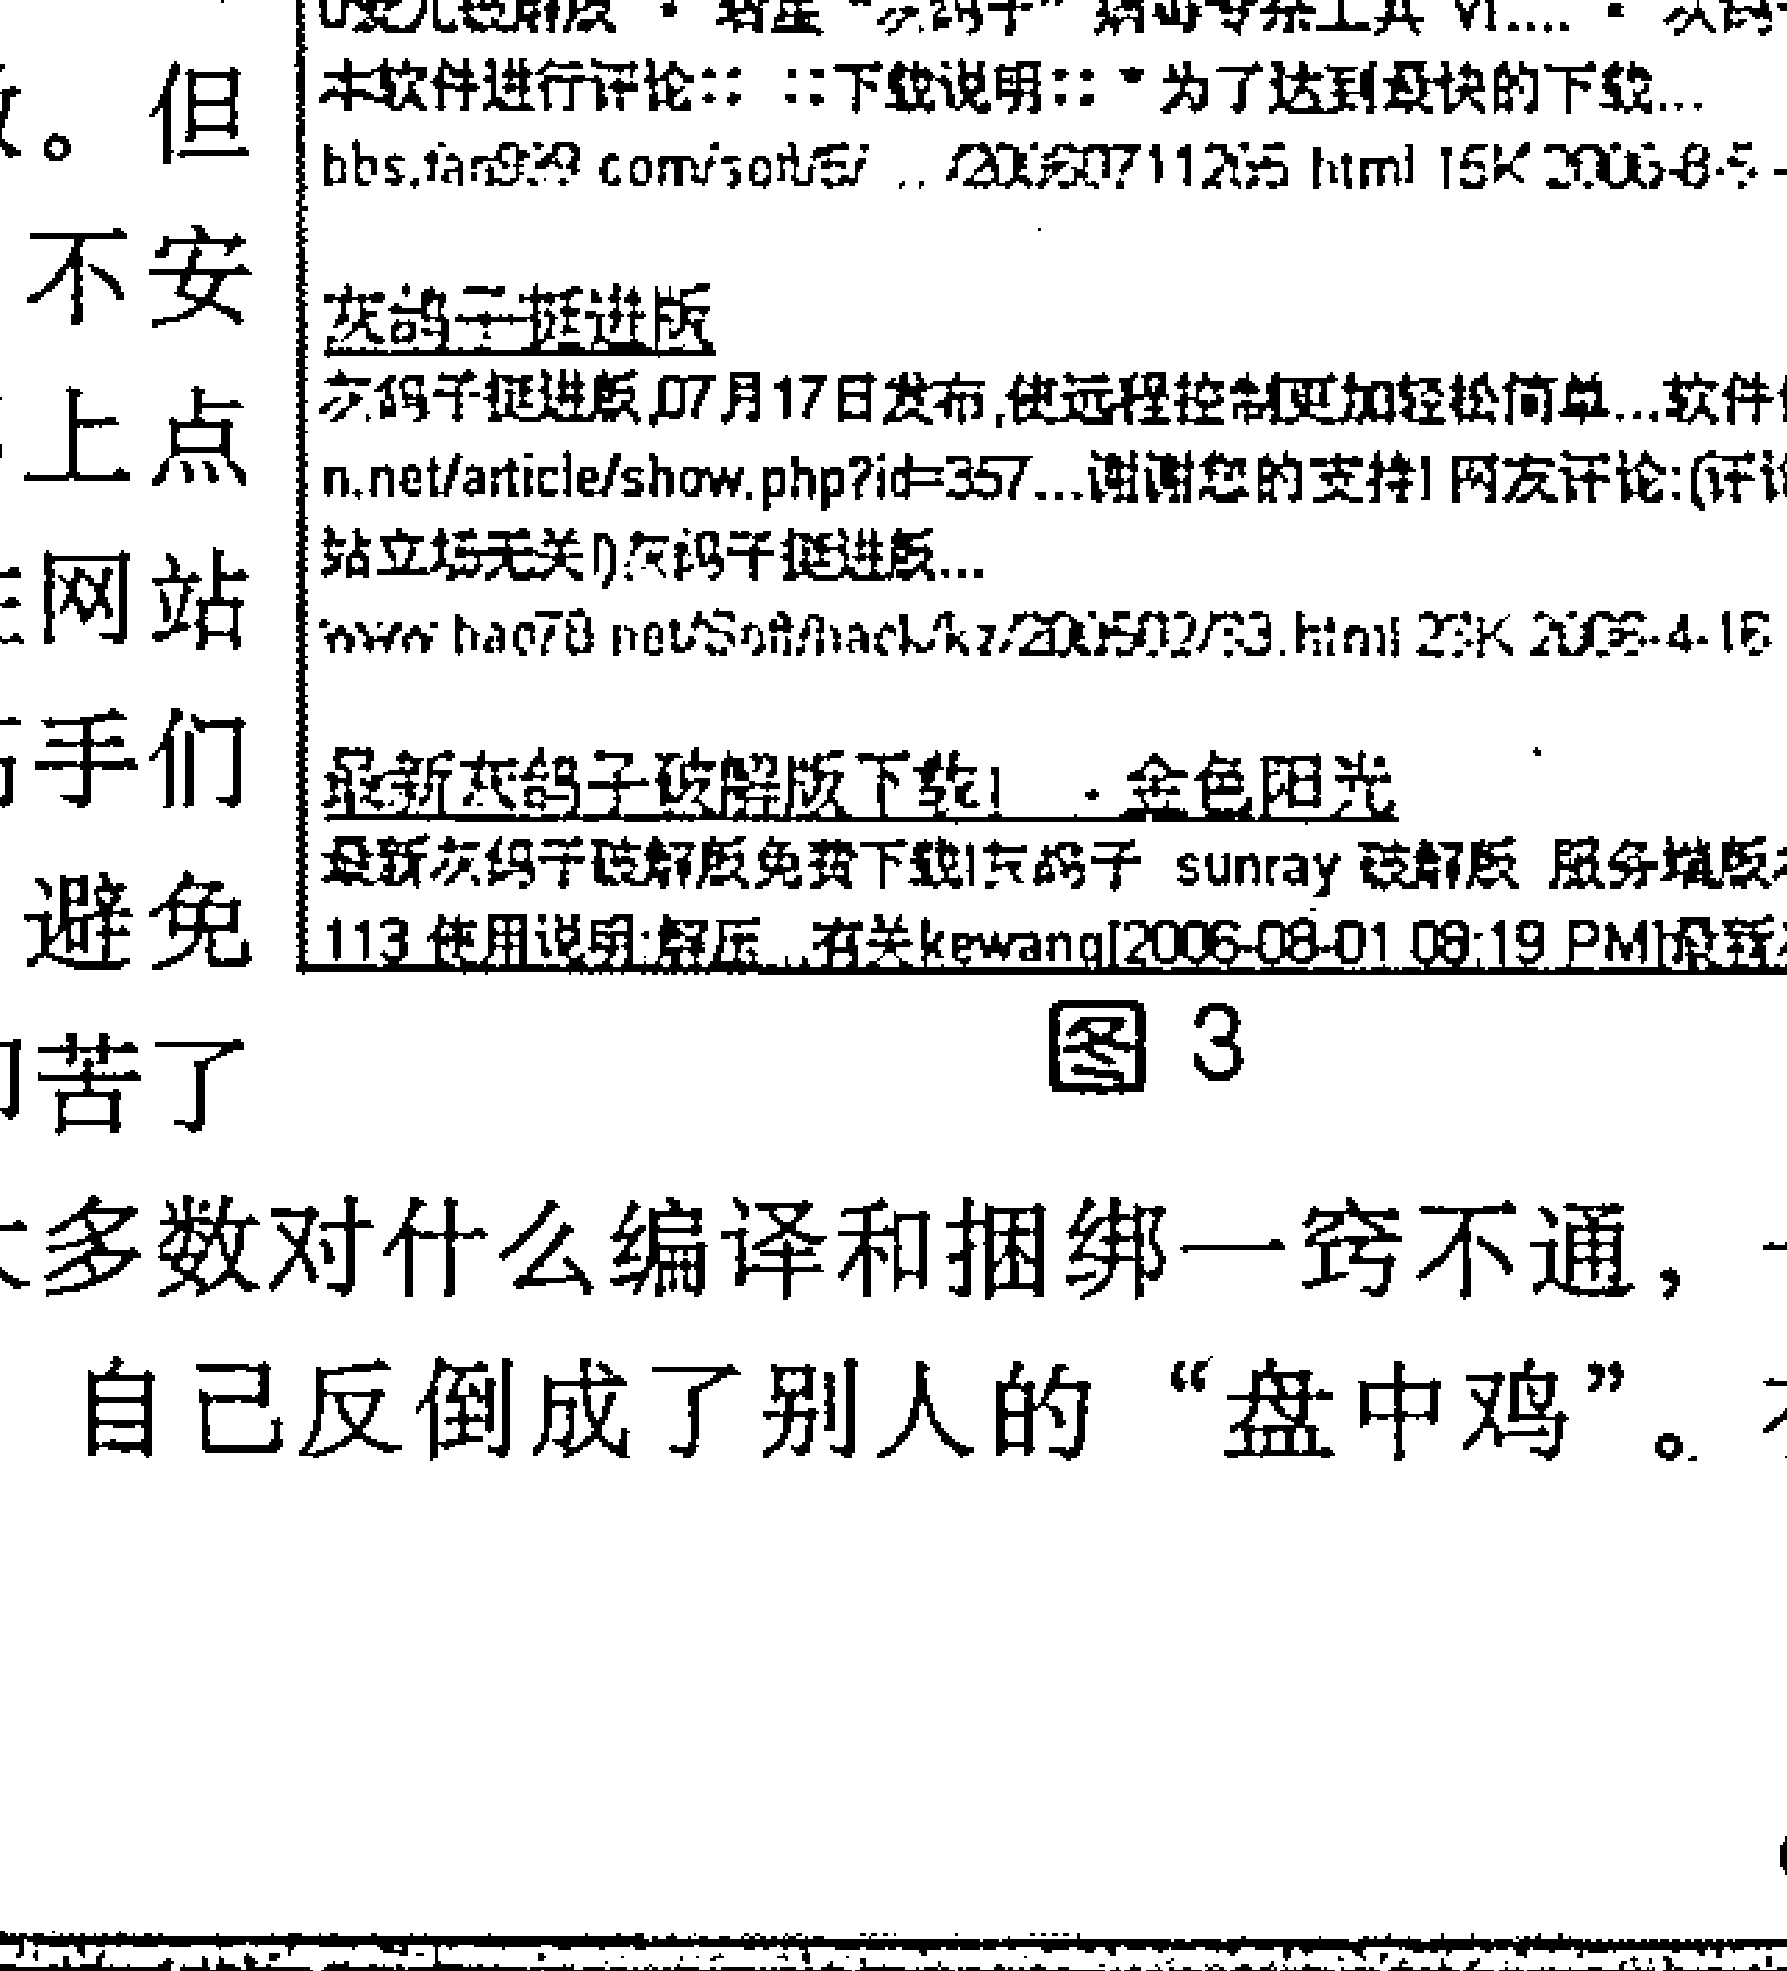 。但
不安
上点
网站
手们
避免
苦了
本软件进行评论:: ::下载说明:: *为了达到最快的下载...
灰鸽子挺进版
灰鸽子挺进版,07月17日发布,使远程控制更加轻松简单...软件
n.net/article/show.php?id=357...谢谢您的支持! 网友评论:(评论
站立场无关!)灰鸽子挺进版...
最新灰鸽子破解版下载! - 金色阳光
最新灰鸽子破解版免费下载!灰鸽子 sunray 破解版 服务端版本
113 使用说明:解压...有关kewang[2006-08-01 08:19 PM]最新
图 3
多数对什么编译和捆绑一窍不通，
自己反倒成了别人的“盘中鸡”。